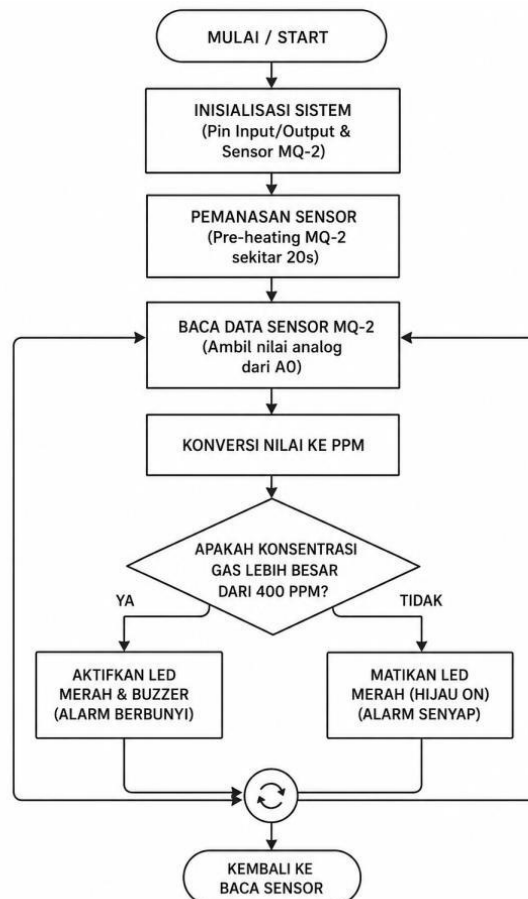 MULAI / START
INISIALISASI SISTEM
(Pin Input/Output &
Sensor MQ-2)
PEMANASAN SENSOR
(Pre-heating MQ-2
sekitar 20s)
BACA DATA SENSOR MQ-2
(Ambil nilai analog
dari A0)
KONVERSI NILAI KE PPM
APAKAH KONSENTRASI
GAS LEBIH BESAR
DARI 400 PPM?
YA
TIDAK
AKTIFKAN LED
MERAH & BUZZER
(ALARM BERBUNYI)
MATIKAN LED
MERAH (HIJAU ON)
(ALARM SENYAP)
KEMBALI KE
BACA SENSOR